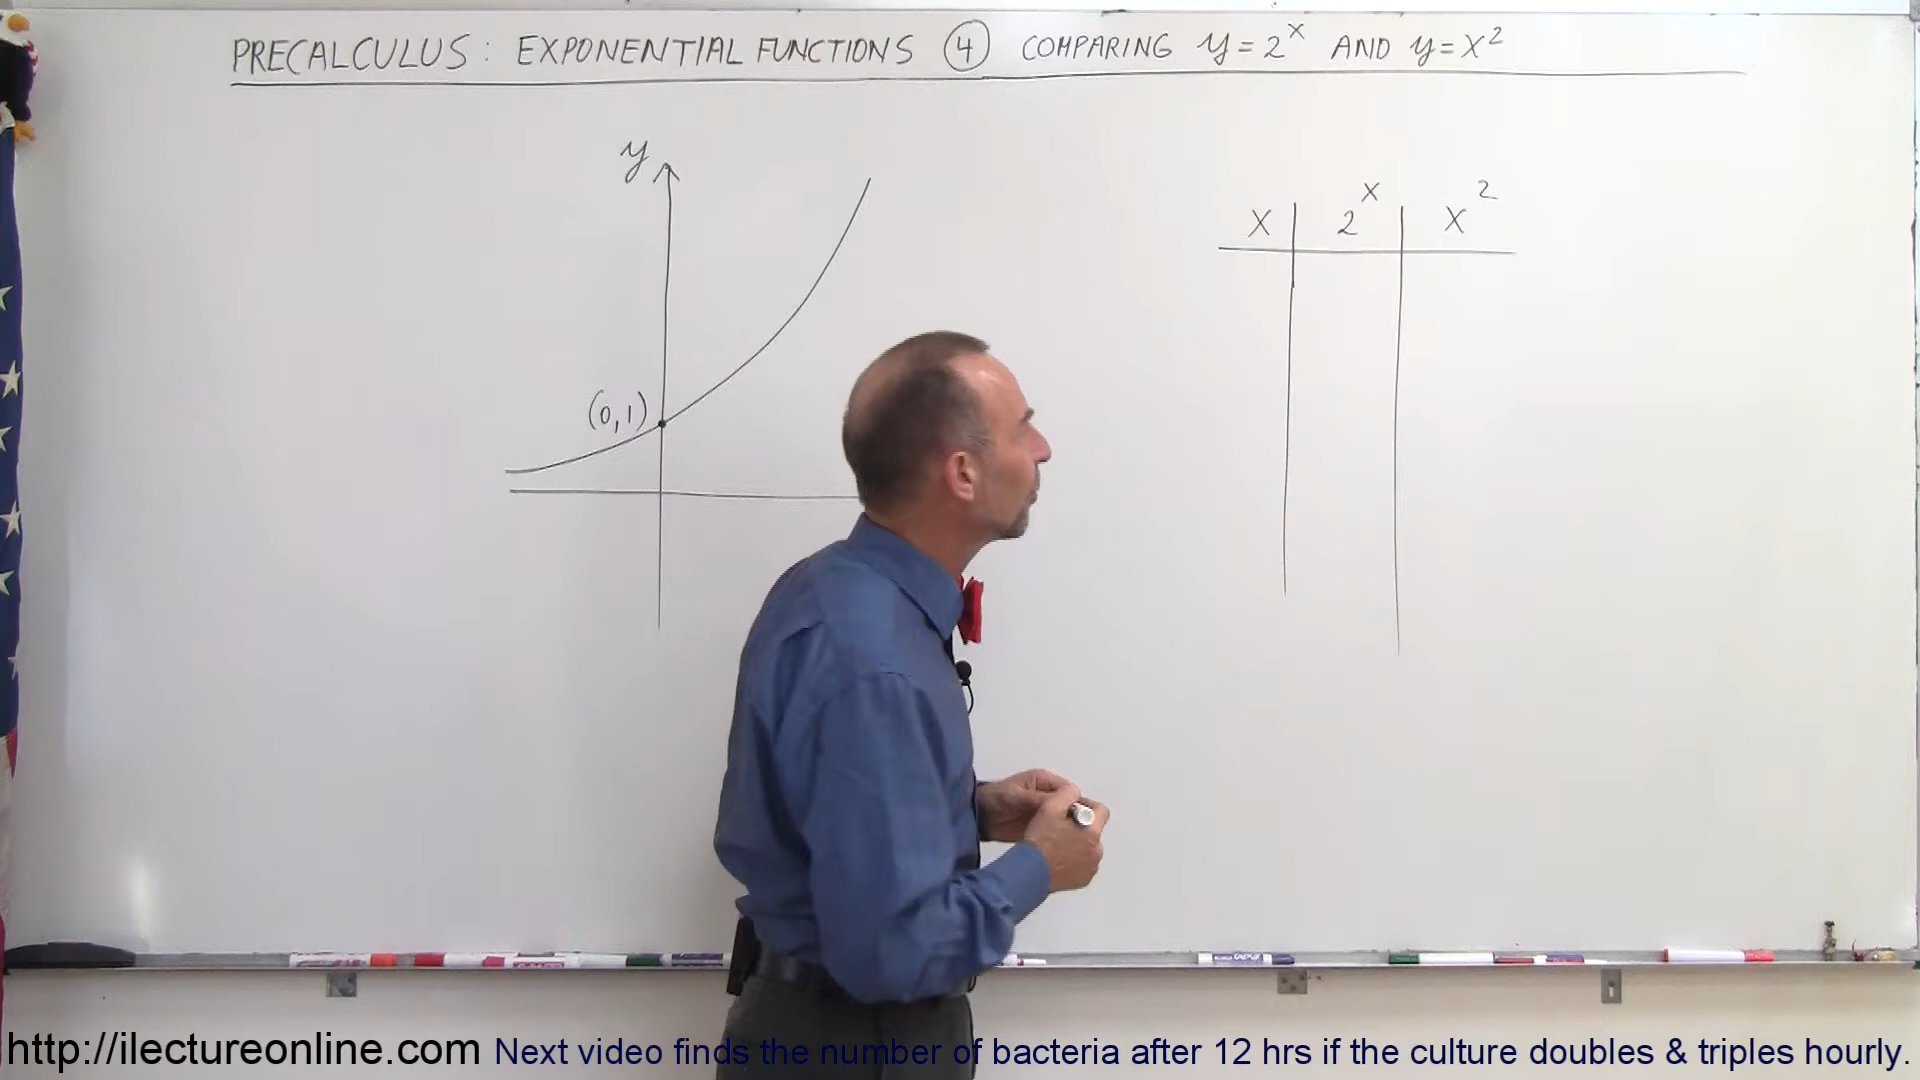 PRECALCULUS: EXPONENTIAL FUNCTIONS ④ COMPARING y=2^x AND y=x^2
y
x 2^x x^2
(0,1)
http://ilectureonline.com Next video finds the number of bacteria after 12 hrs if the culture doubles & triples hourly.